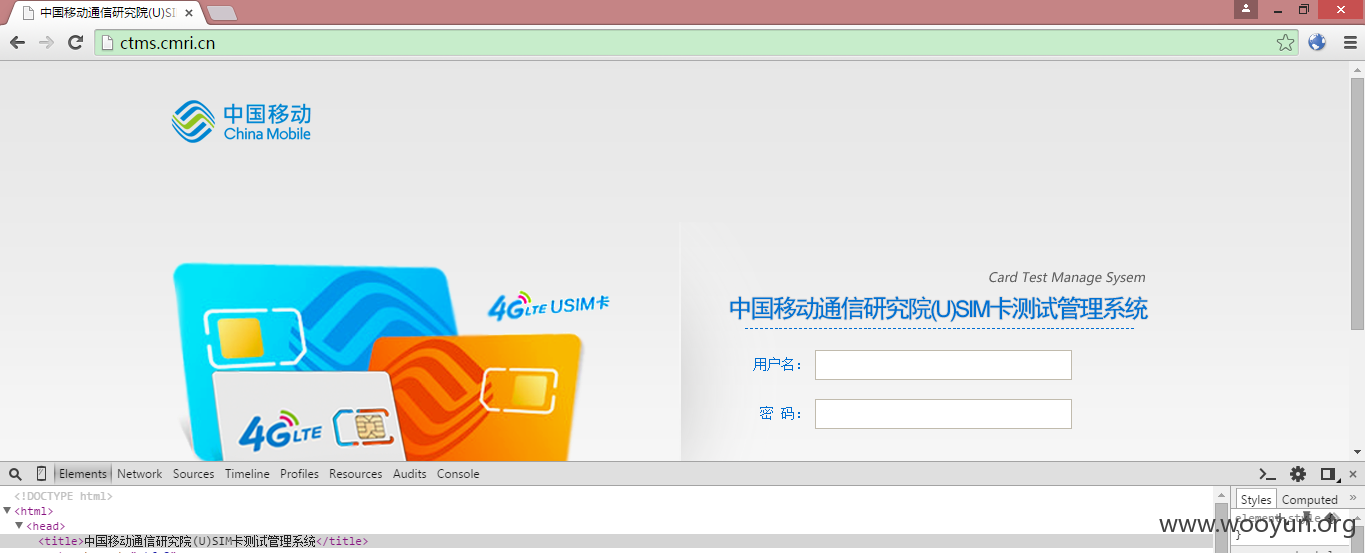 中国移动通信研究院(U)SI
ctms.cmri.cn
中国移动
China Mobile
4G LTE USIM卡
4G LTE
Card Test Manage Sysem
中国移动通信研究院(U)SIM卡测试管理系统
用户名：
密 码：
Elements Network Sources Timeline Profiles Resources Audits Console
<!DOCTYPE html>
Styles Computed »
<html>
<head>
element.style
<title>中国移动通信研究院(U)SIM卡测试管理系统</title>
}
www.wooyun.org